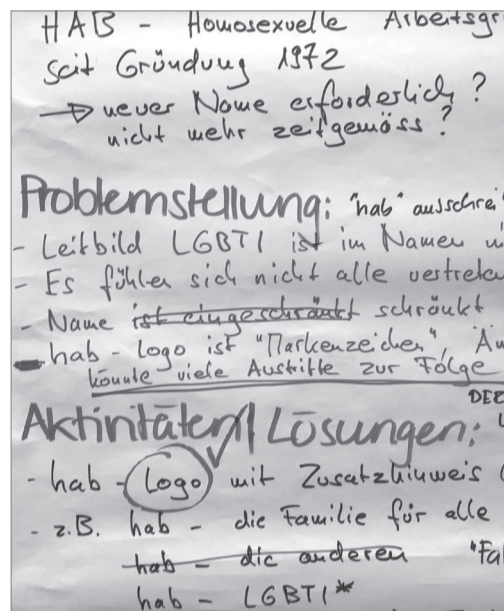 HAB - Homosexuelle Arbeitsgr
seit Gründung 1972
→ neuer Name erforderlich?
nicht mehr zeitgemäss?
Problemstellung: "hab" ausschrei
- Leitbild LGBTI ist im Namen
- Es fühlen sich nicht alle vertreten
- Name ist eingeschränkt schränkt
- hab-logo ist "Markenzeichen", Än
könnte viele Austritte zur Folge
DEZ
Aktivitäten/Lösungen:
- hab - Logo mit Zusatzhinweis (
- z.B. hab - die Familie für alle
hab - die anderen "Fa
hab - LGBTI*